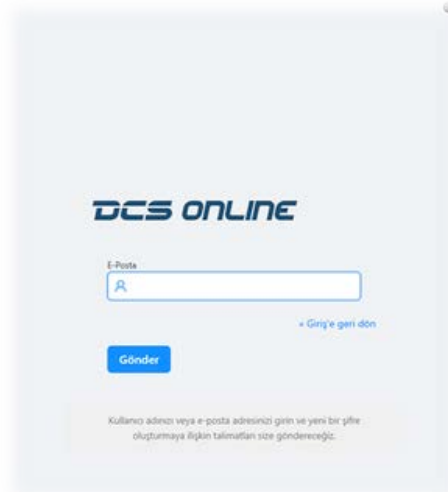 DCS ONLINE
E-Posta
« Giriş'e geri dön
Gönder
Kullanıcı adınızı veya e-posta adresinizi girin ve yeni bir şifre
oluşturmaya ilişkin talimatları size göndereceğiz.